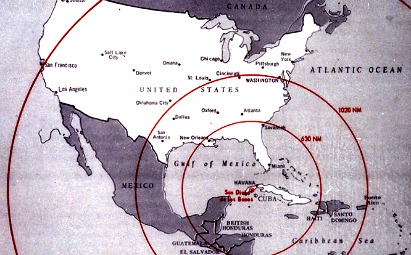 CANADA
Salt Lake
City
Denver
Omaha
Chicago
Pittsburgh
New
York
San Francisco
St. Louis
Cincinnati
WASHINGTON
ATLANTIC OCEAN
Los Angeles
UNITED STATES
Oklahoma City
1020 NM
Dallas
Oxford
Atlanta
Savannah
630 NM
San
Antonio
New Orleans
Gulf of Mexico
Miami
MEXICO
HAVANA
San Diego
de los Banos
CUBA
Puerto
Rico
HAITI
SANTO
DOMINGO
BRITISH
HONDURAS
HONDURAS
Caribbean Sea
GUATEMALA
EL SALVADOR